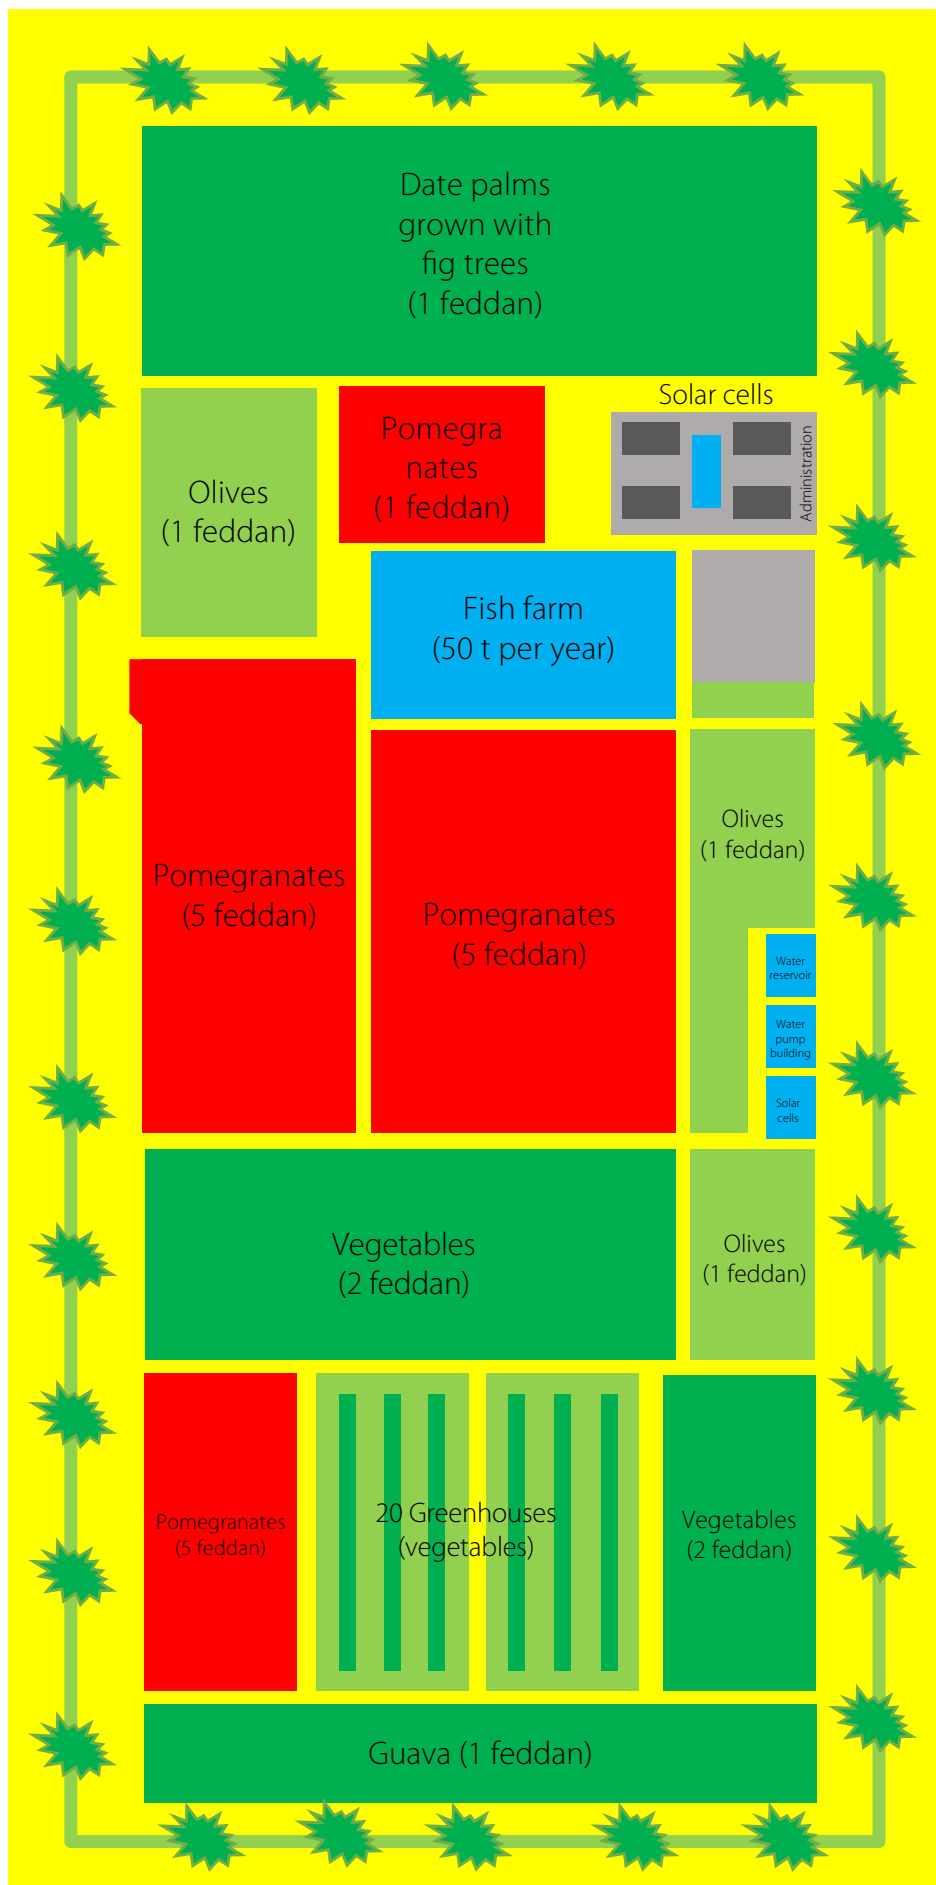 Date palms
grown with
fig trees
(1 feddan)
Olives
(1 feddan)
Pomegra
nates
(1 feddan)
Solar cells
Administration
Fish farm
(50 t per year)
Pomegranates
(5 feddan)
Pomegranates
(5 feddan)
Olives
(1 feddan)
Water
reservoir
Water
pump
building
Solar
cells
Vegetables
(2 feddan)
Olives
(1 feddan)
Pomegranates
(5 feddan)
20 Greenhouses
(vegetables)
Vegetables
(2 feddan)
Guava (1 feddan)